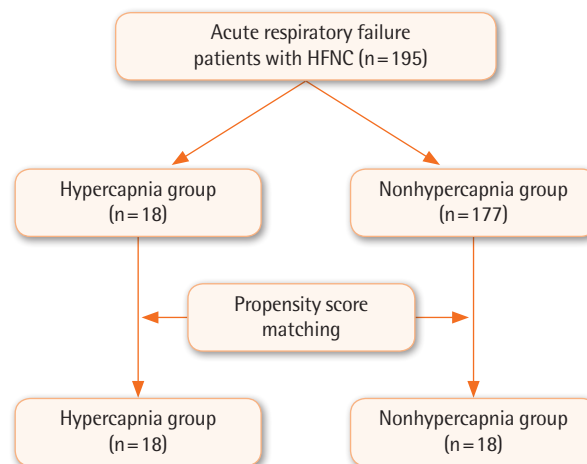 Acute respiratory failure
patients with HFNC (n=195)
Hypercapnia group
(n=18)
Nonhypercapnia group
(n=177)
Propensity score
matching
Hypercapnia group
(n=18)
Nonhypercapnia group
(n=18)